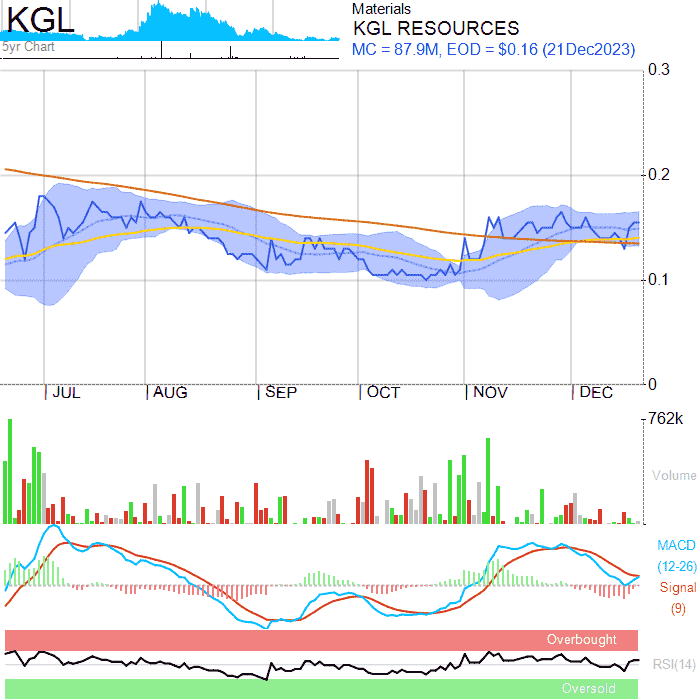 KGL
5yr Chart
Materials
KGL RESOURCES
MC = 87.9M, EOD = $0.16 (21Dec2023)
0.3
0.2
0.1
0
JUL AUG SEP OCT NOV DEC
762k
Volume
MACD
(12-26)
Signal
(9)
Overbought
RSI(14)
Oversold